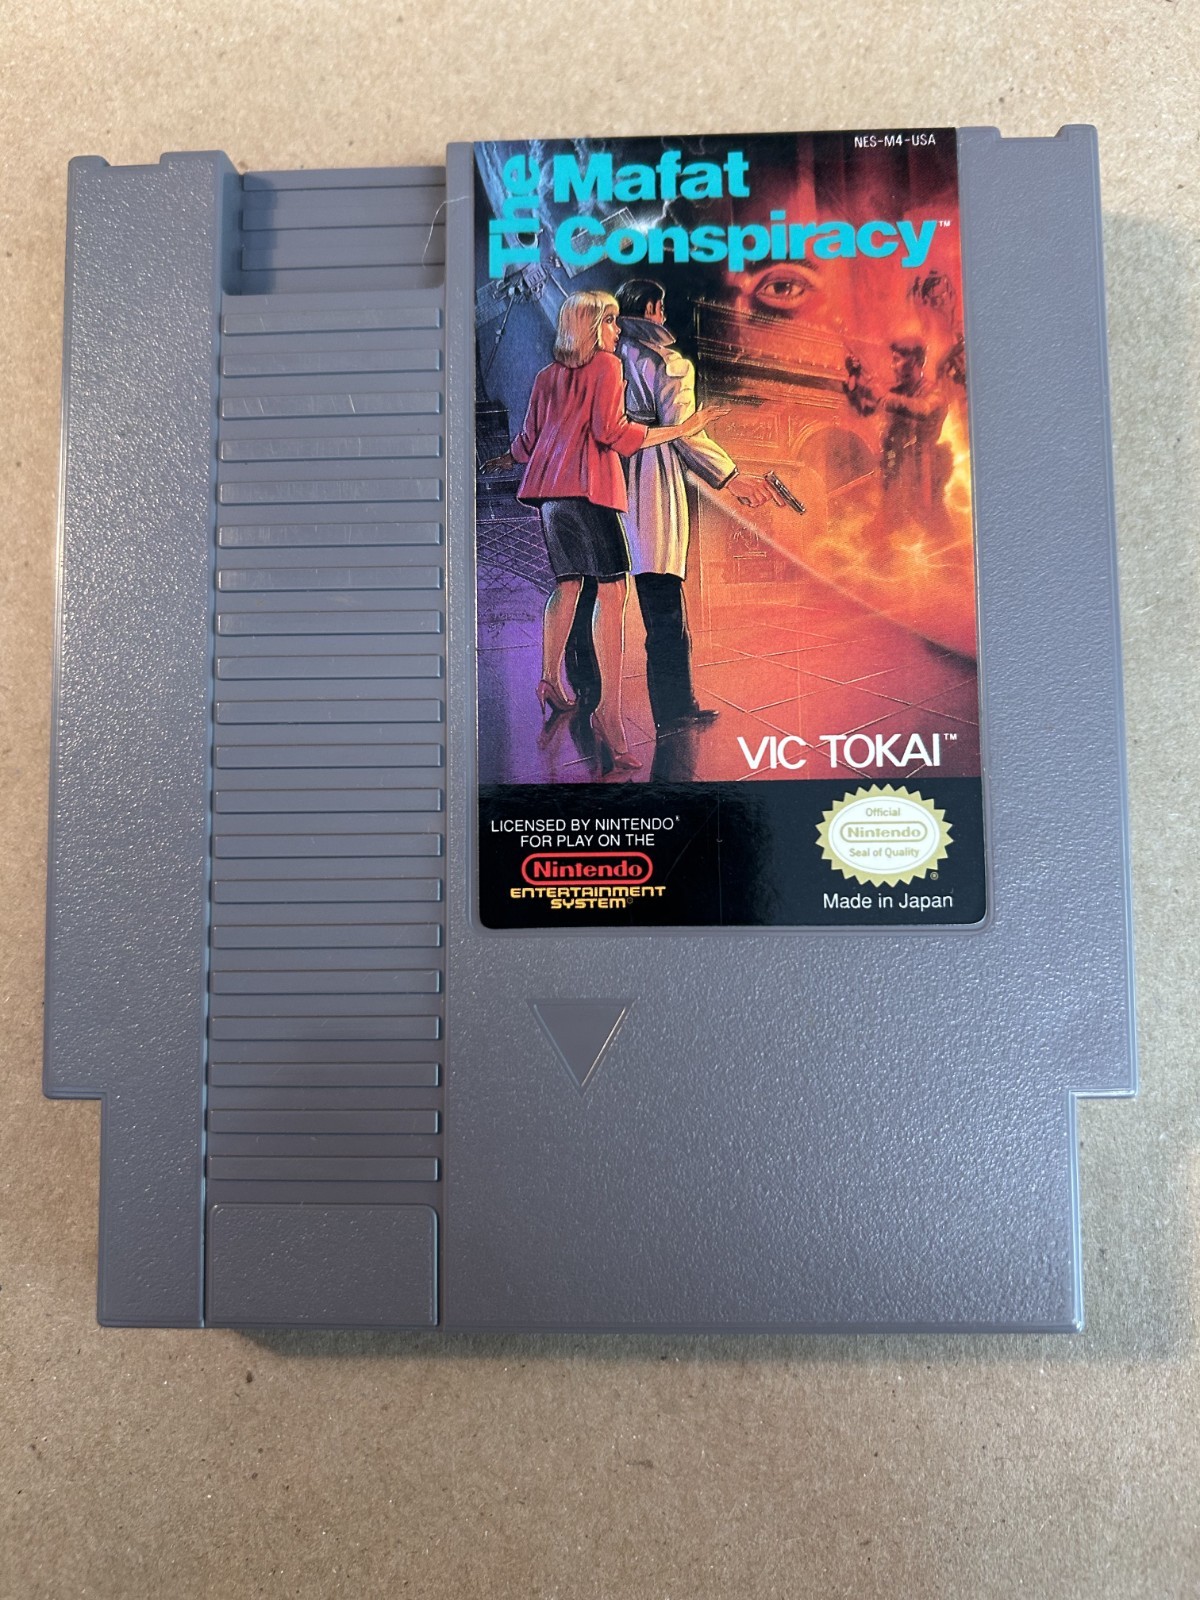 NES-M4-USA
The Mafat
Conspiracy™
VIC TOKAI™
LICENSED BY NINTENDO®
FOR PLAY ON THE
Nintendo
ENTERTAINMENT
SYSTEM®
Official
Nintendo
Seal of Quality
®
Made in Japan